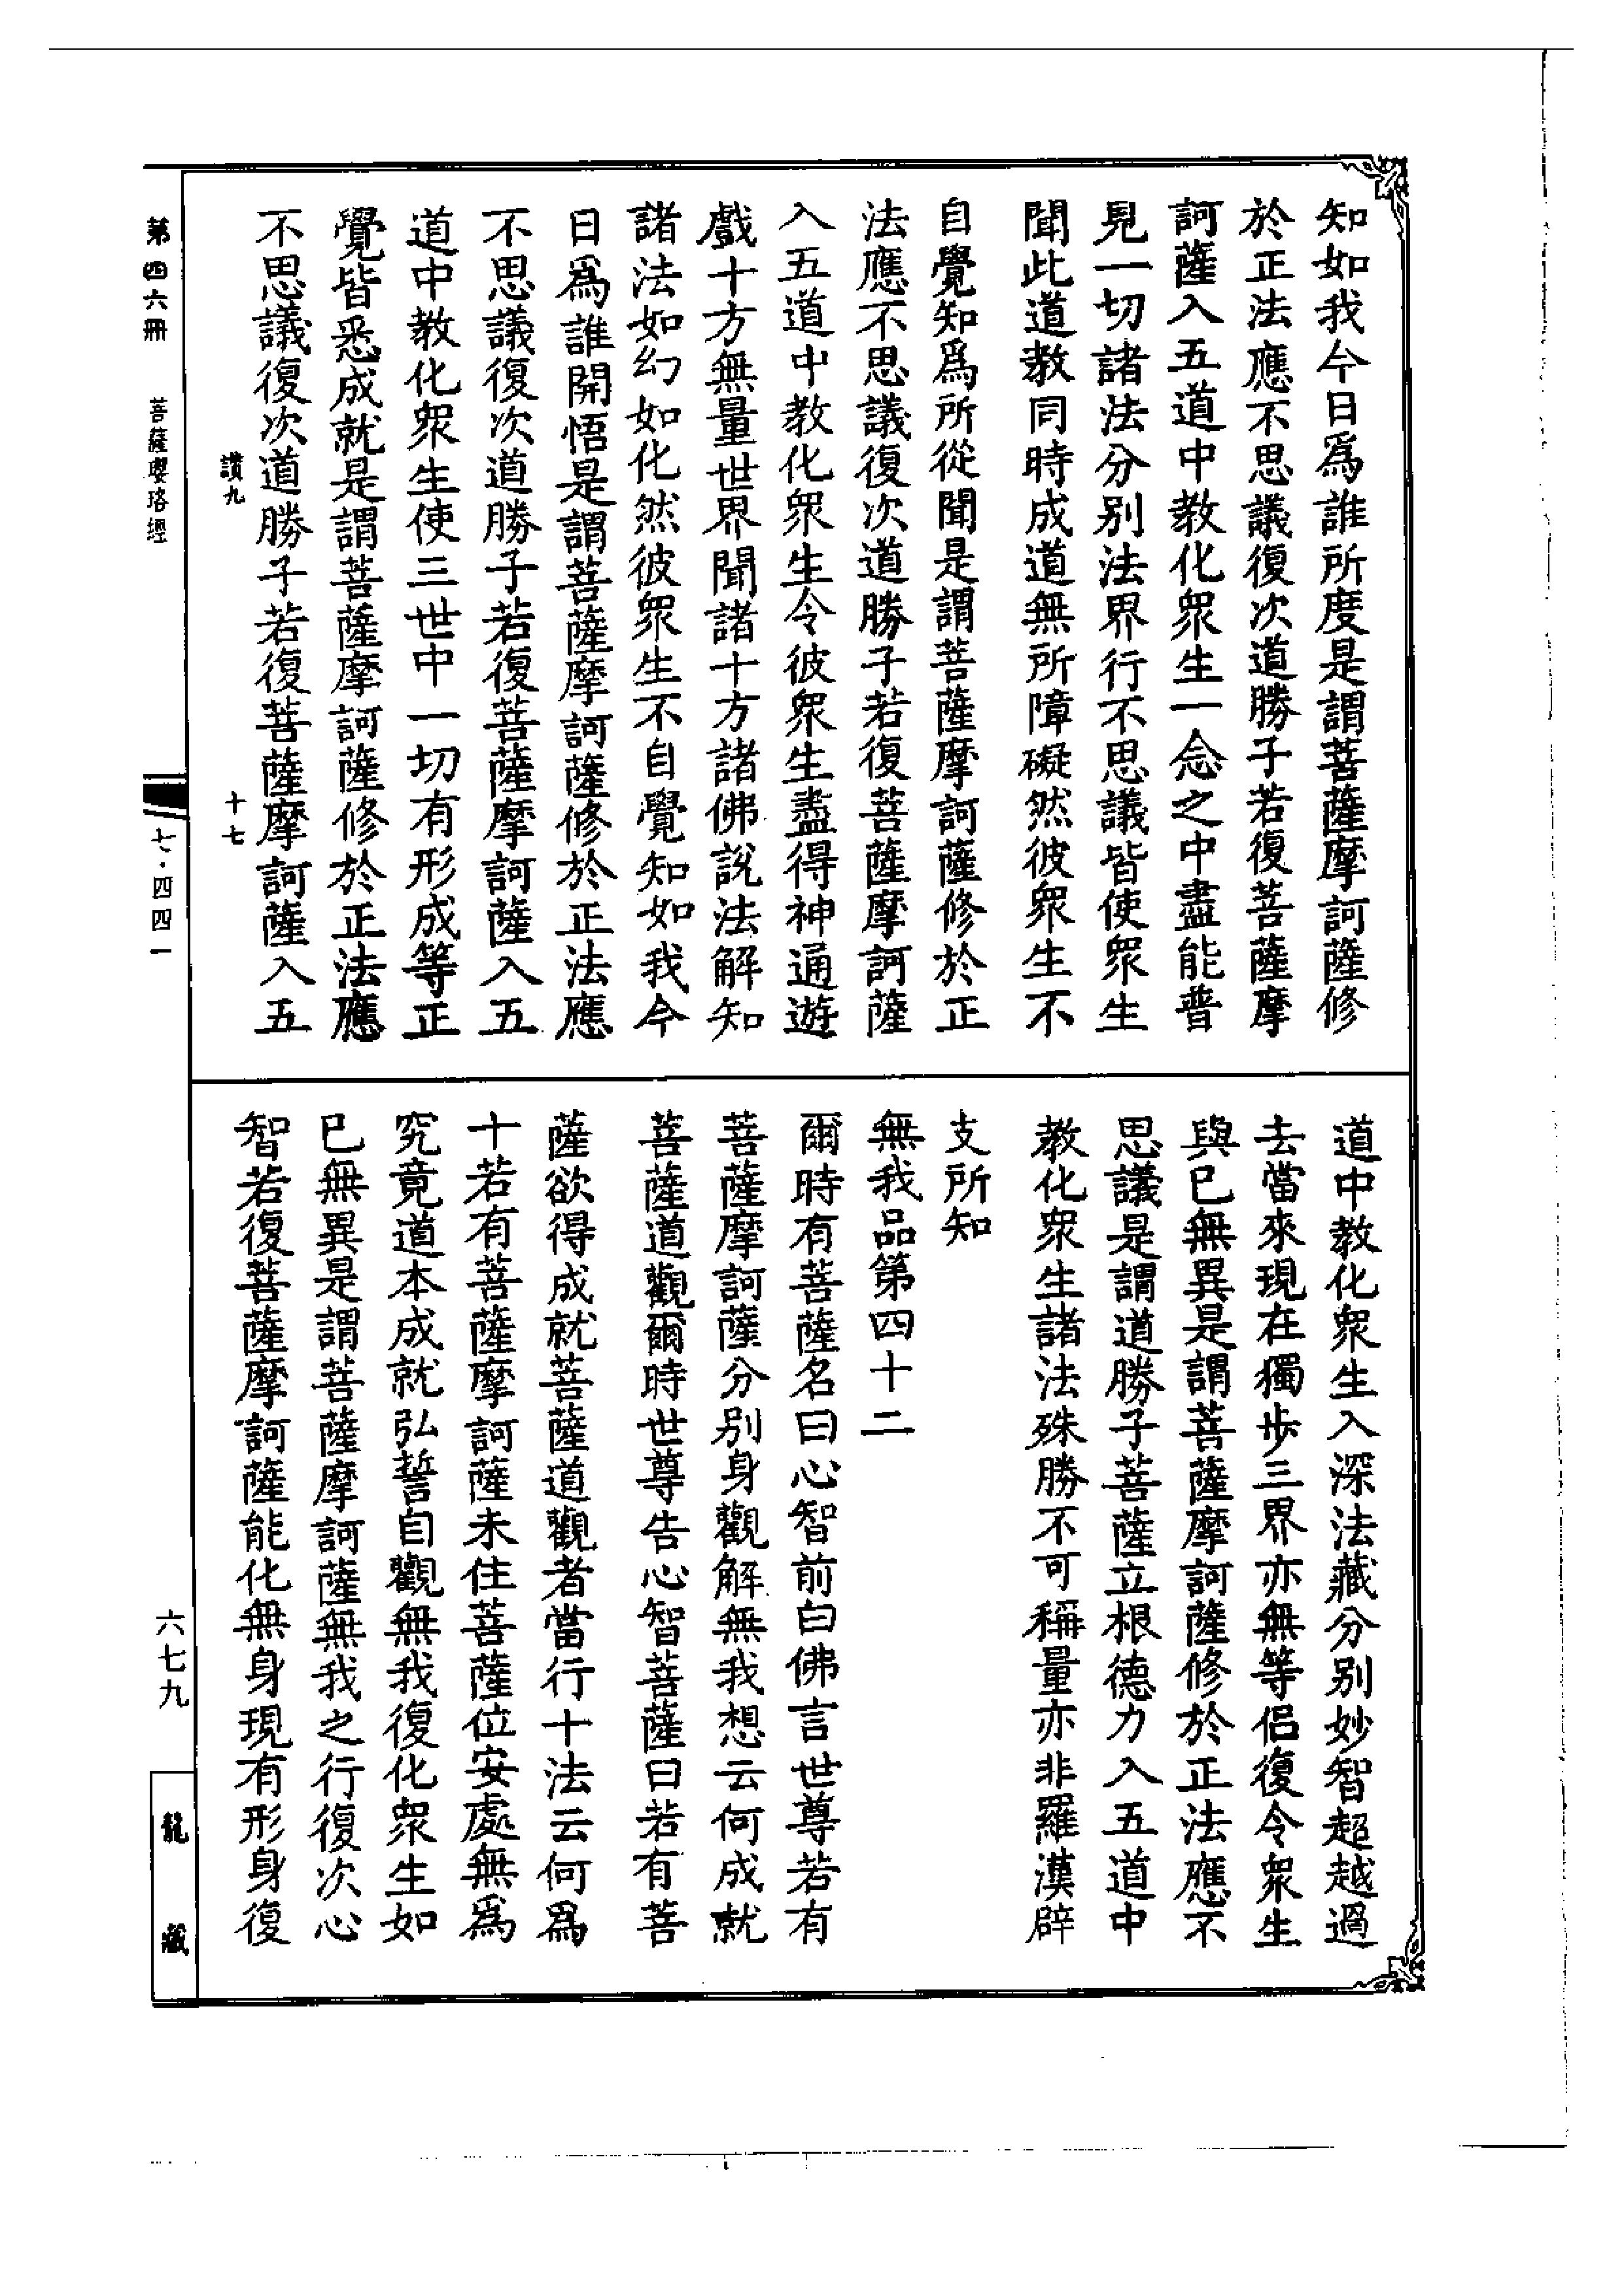 知如我今日爲誰所度是謂菩薩摩訶薩修
於正法應不思議復次道勝子若復菩薩摩
訶薩入五道中教化衆生一念之中盡能普
見一切諸法分别法界行不思議皆使衆生
聞此道教同時成道無所障礙然彼衆生不
自覺知爲所從聞是謂菩薩摩訶薩修於正
法應不思議復次道勝子若復菩薩摩訶薩
入五道中教化衆生令彼衆生盡得神通遊
戲十方無量世界聞諸十方諸佛說法解知
諸法如幻如化然彼衆生不自覺知如我今
日爲誰開悟是謂菩薩摩訶薩修於正法應
不思議復次道勝子若復菩薩摩訶薩入五
道中教化衆生使三世中一切有形成等正
覺皆悉成就是謂菩薩摩訶薩修於正法應
不思議復次道勝子若復菩薩摩訶薩入五
讃九 十七
道中教化衆生入深法藏分别妙智超越過
去當來現在獨步三界亦無等侣復令衆生
與已無異是謂菩薩摩訶薩修於正法應不
思議是謂道勝子菩薩立根德力入五道中
教化衆生諸法殊勝不可稱量亦非羅漢辟
支所知
無我品第四十二
爾時有菩薩名曰心智前白佛言世尊若有
菩薩摩訶薩分别身觀解無我想云何成就
菩薩道觀爾時世尊告心智菩薩曰若有菩
薩欲得成就菩薩道觀者當行十法云何爲
十若有菩薩摩訶薩未住菩薩位安處無爲
究竟道本成就弘誓自觀無我復化衆生如
已無異是謂菩薩摩訶薩無我之行復次心
智若復菩薩摩訶薩能化無身現有形身復
第四六冊 菩薩瓔珞經 七·四四一 六七九 龍藏